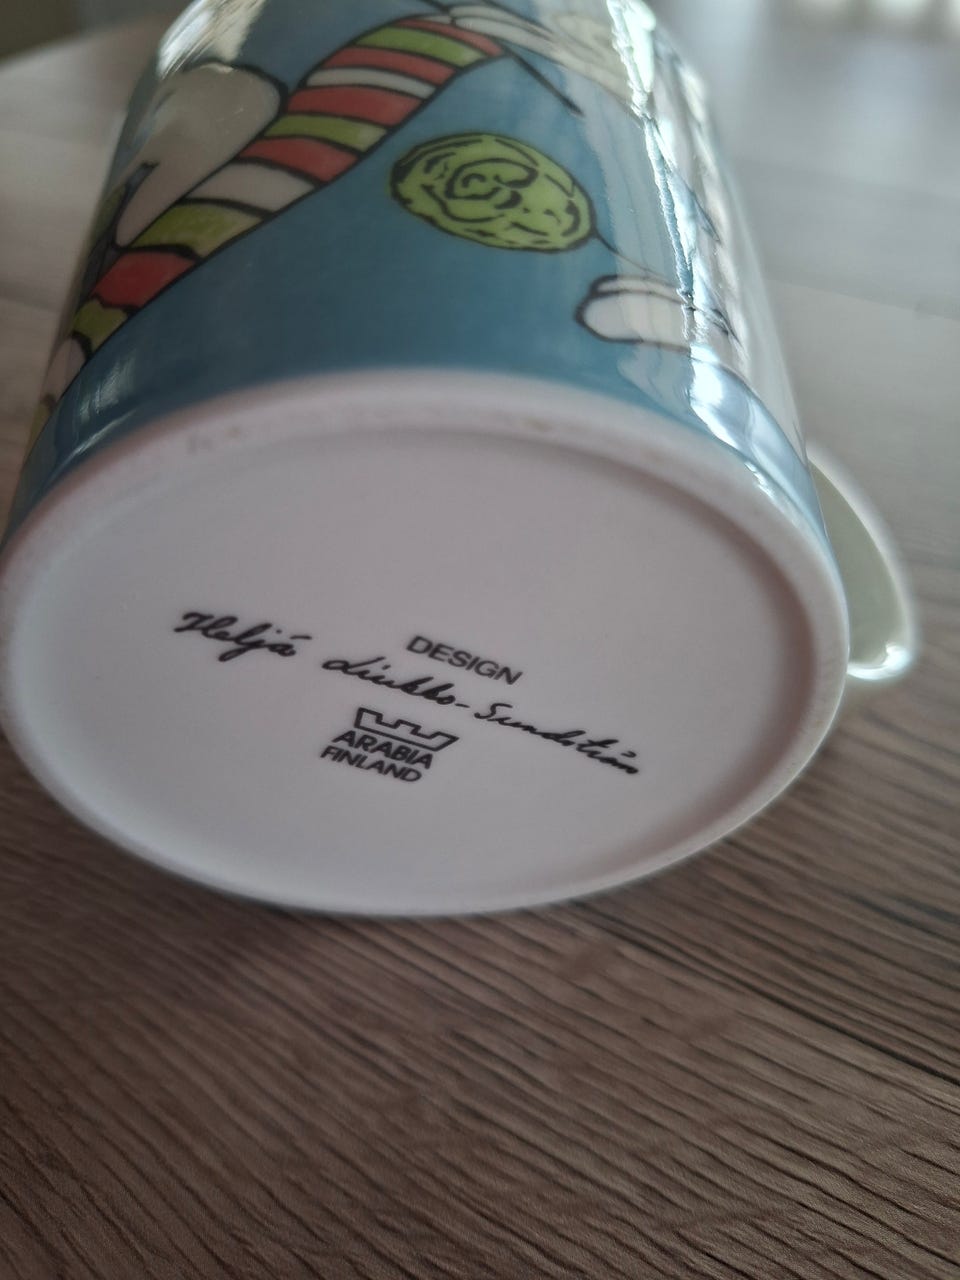 DESIGN
Heljä Liukko-Sundström
ARABIA
FINLAND